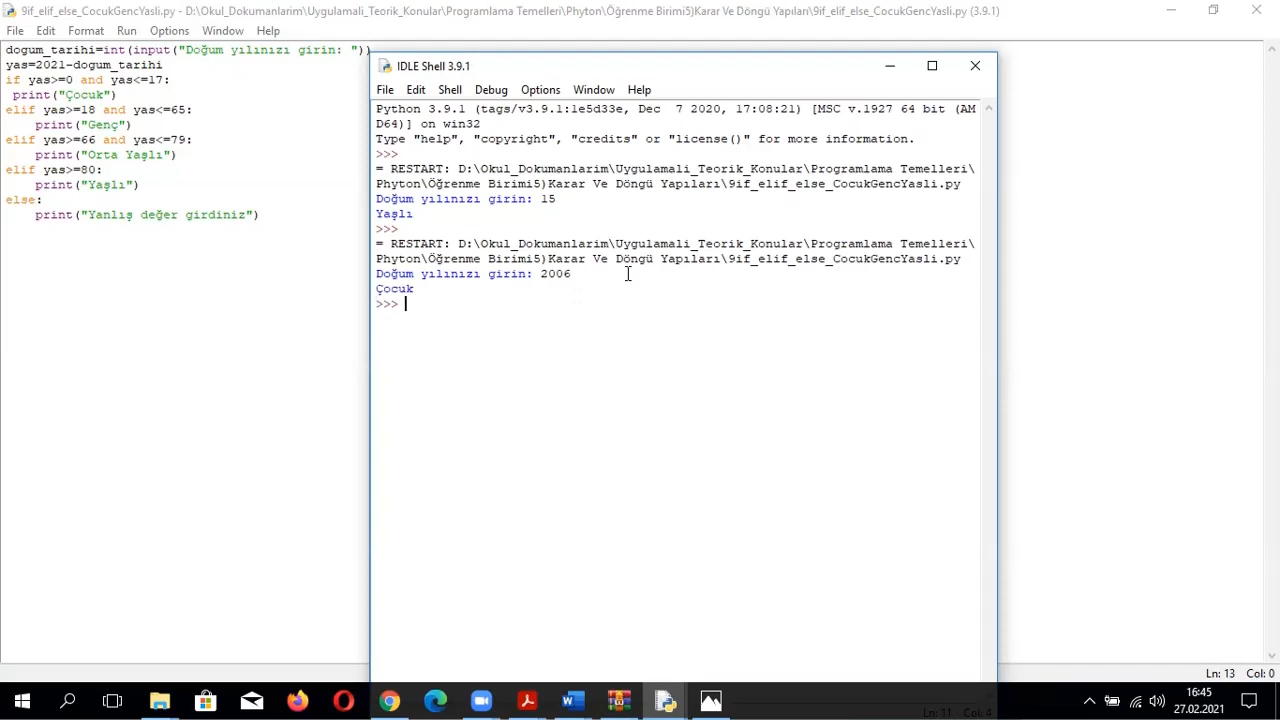 9if_elif_else_CocukGencYasli.py - D:\Okul_Dokumanlarim\Uygulamali_Teorik_Konular\Programlama Temelleri\Phyton\Öğrenme Birimi5)Karar Ve Döngü Yapıları\9if_elif_else_CocukGencYasli.py (3.9.1)
File Edit Format Run Options Window Help
dogum_tarihi=int(input("Doğum yılınızı girin: "))
yas=2021-dogum_tarihi
if yas>=0 and yas<=17:
 print("Çocuk")
elif yas>=18 and yas<=65:
    print("Genç")
elif yas>=66 and yas<=79:
    print("Orta Yaşlı")
elif yas>=80:
    print("Yaşlı")
else:
    print("Yanlış değer girdiniz")
IDLE Shell 3.9.1
File Edit Shell Debug Options Window Help
Python 3.9.1 (tags/v3.9.1:1e5d33e, Dec  7 2020, 17:08:21) [MSC v.1927 64 bit (AM
D64)] on win32
Type "help", "copyright", "credits" or "license()" for more information.
>>>
= RESTART: D:\Okul_Dokumanlarim\Uygulamali_Teorik_Konular\Programlama Temelleri\
Phyton\Öğrenme Birimi5)Karar Ve Döngü Yapıları\9if_elif_else_CocukGencYasli.py
Doğum yılınızı girin: 15
Yaşlı
>>>
= RESTART: D:\Okul_Dokumanlarim\Uygulamali_Teorik_Konular\Programlama Temelleri\
Phyton\Öğrenme Birimi5)Karar Ve Döngü Yapıları\9if_elif_else_CocukGencYasli.py
Doğum yılınızı girin: 2006
Çocuk
>>>
Ln: 13 Col: 0
Ln: 11 Col: 4
16:45
27.02.2021